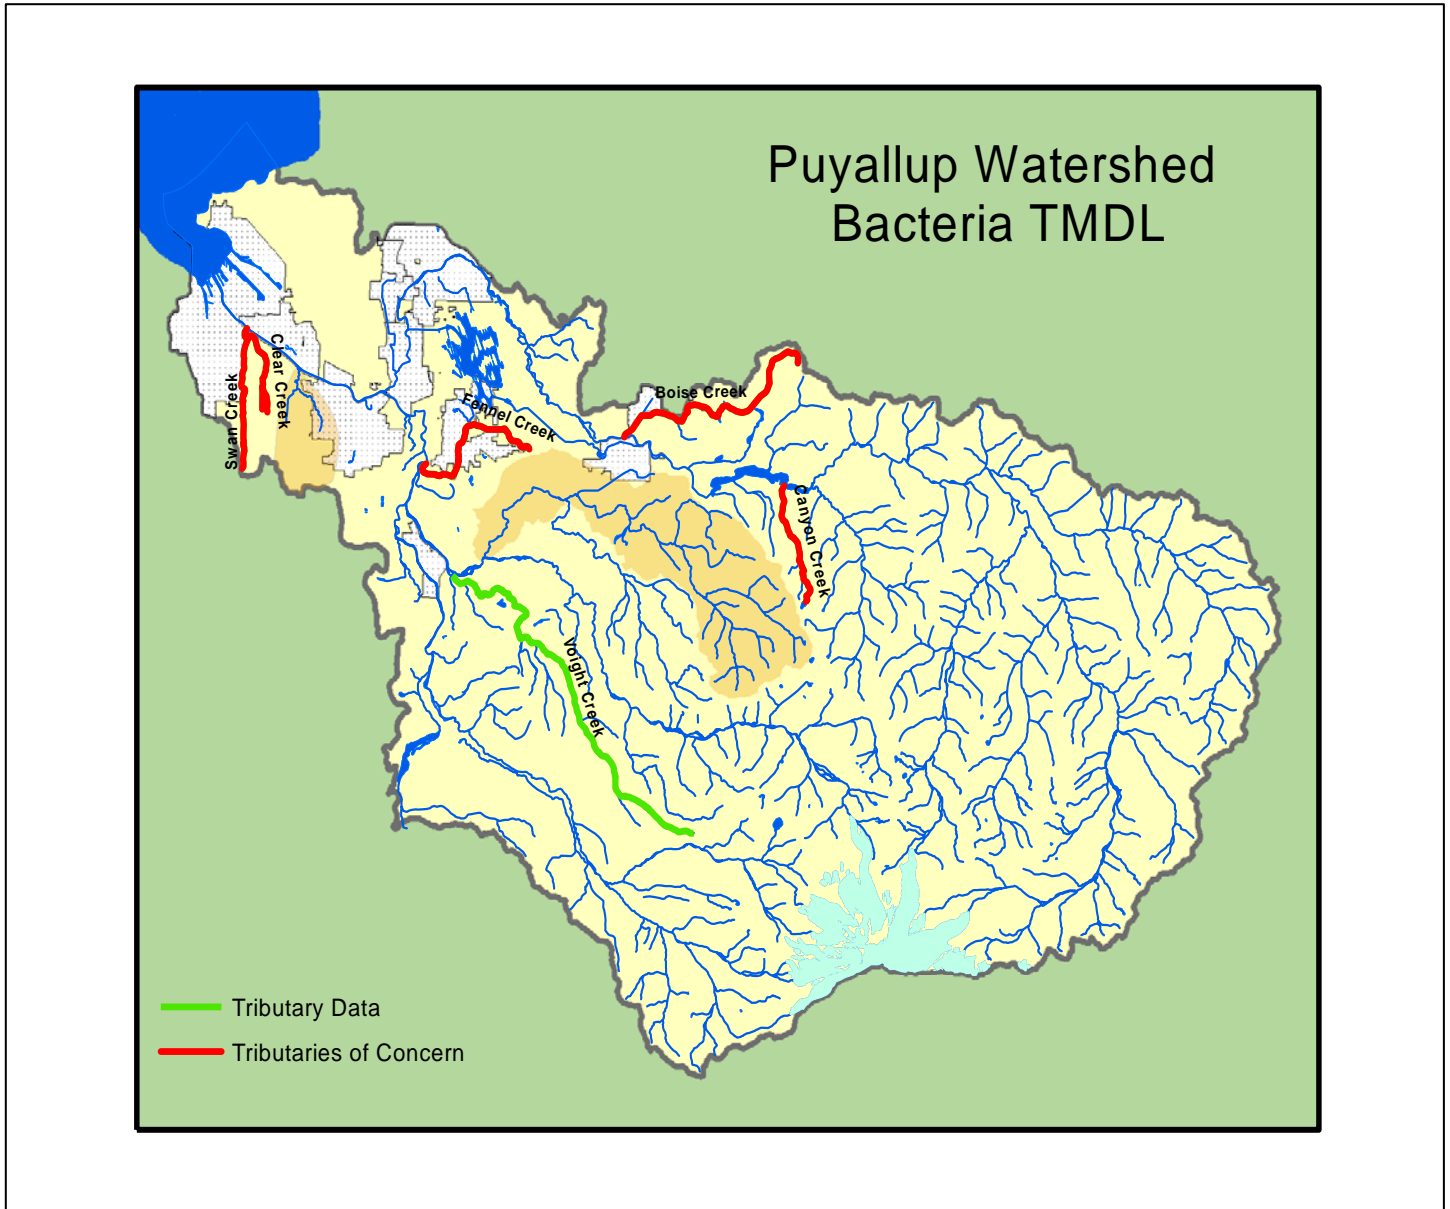 Puyallup Watershed
Bacteria TMDL
Clear Creek
Swan Creek
Fennel Creek
Boise Creek
Canyon Creek
Voight Creek
Tributary Data
Tributaries of Concern